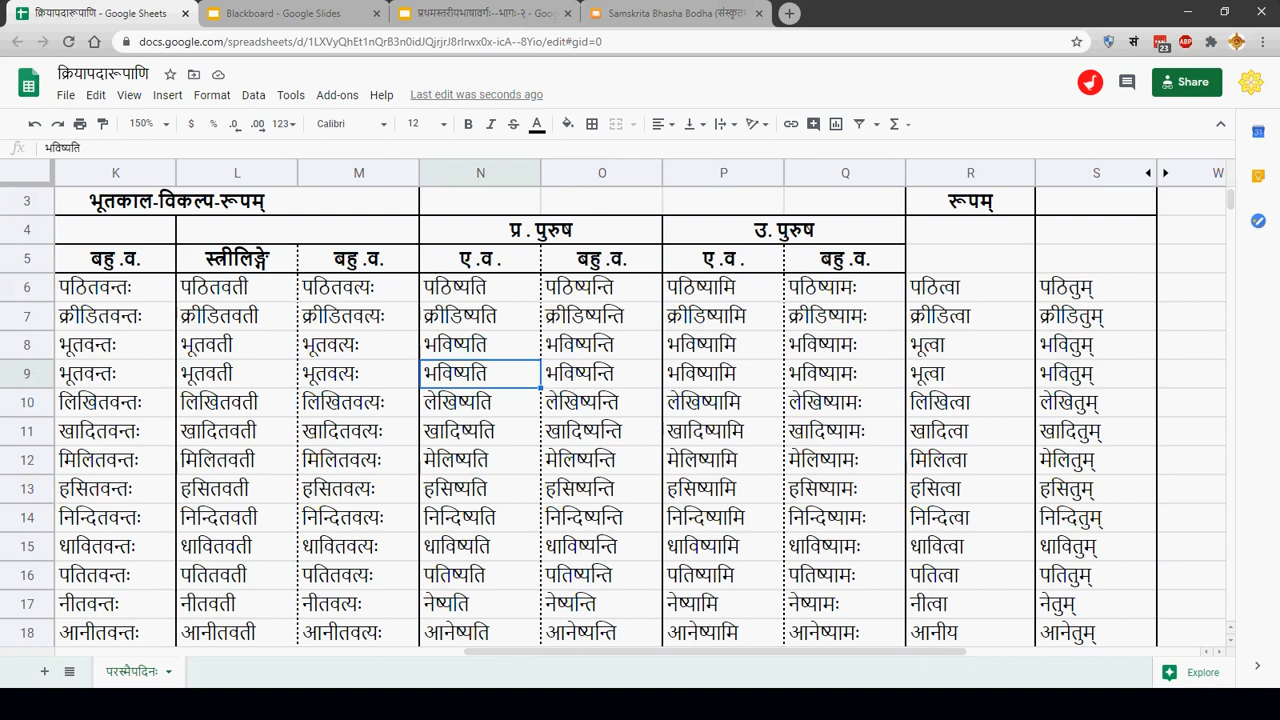 क्रियापदारूपाणि - Google Sheets × Blackboard - Google Slides × प्रथमस्तरीयभाषावर्गः--भागः-२ - Goo × Samskrita Bhasha Bodha (संस्कृतभ ×
docs.google.com/spreadsheets/d/
क्रियापदारूपाणि
File Edit View Insert Format Data Tools Add-ons Help Last edit was seconds ago
Share
150% $ % .0 .00 123 Calibri 12 B I S A
fx भविष्यति
K L M N O P Q R S W
3 भूतकाल-विकल्प-रूपम् रूपम्
4 प्र . पुरुष उ. पुरुष
5 बहु .व. स्त्रीलिङ्गे बहु .व. ए .व . बहु .व. ए .व . बहु .व.
6 पठितवन्तः पठितवती पठितवत्यः पठिष्यति पठिष्यन्ति पठिष्यामि पठिष्यामः पठित्वा पठितुम्
7 क्रीडितवन्तः क्रीडितवती क्रीडितवत्यः क्रीडिष्यति क्रीडिष्यन्ति क्रीडिष्यामि क्रीडिष्यामः क्रीडित्वा क्रीडितुम्
8 भूतवन्तः भूतवती भूतवत्यः भविष्यति भविष्यन्ति भविष्यामि भविष्यामः भूत्वा भवितुम्
9 भूतवन्तः भूतवती भूतवत्यः भविष्यति भविष्यन्ति भविष्यामि भविष्यामः भूत्वा भवितुम्
10 लिखितवन्तः लिखितवती लिखितवत्यः लेखिष्यति लेखिष्यन्ति लेखिष्यामि लेखिष्यामः लिखित्वा लेखितुम्
11 खादितवन्तः खादितवती खादितवत्यः खादिष्यति खादिष्यन्ति खादिष्यामि खादिष्यामः खादित्वा खादितुम्
12 मिलितवन्तः मिलितवती मिलितवत्यः मेलिष्यति मेलिष्यन्ति मेलिष्यामि मेलिष्यामः मिलित्वा मेलितुम्
13 हसितवन्तः हसितवती हसितवत्यः हसिष्यति हसिष्यन्ति हसिष्यामि हसिष्यामः हसित्वा हसितुम्
14 निन्दितवन्तः निन्दितवती निन्दितवत्यः निन्दिष्यति निन्दिष्यन्ति निन्दिष्यामि निन्दिष्यामः निन्दित्वा निन्दितुम्
15 धावितवन्तः धावितवती धावितवत्यः धाविष्यति धाविष्यन्ति धाविष्यामि धाविष्यामः धावित्वा धावितुम्
16 पतितवन्तः पतितवती पतितवत्यः पतिष्यति पतिष्यन्ति पतिष्यामि पतिष्यामः पतित्वा पतितुम्
17 नीतवन्तः नीतवती नीतवत्यः नेष्यति नेष्यन्ति नेष्यामि नेष्यामः नीत्वा नेतुम्
18 आनीतवन्तः आनीतवती आनीतवत्यः आनेष्यति आनेष्यन्ति आनेष्यामि आनेष्यामः आनीय आनेतुम्
परस्मैपदिनः Explore